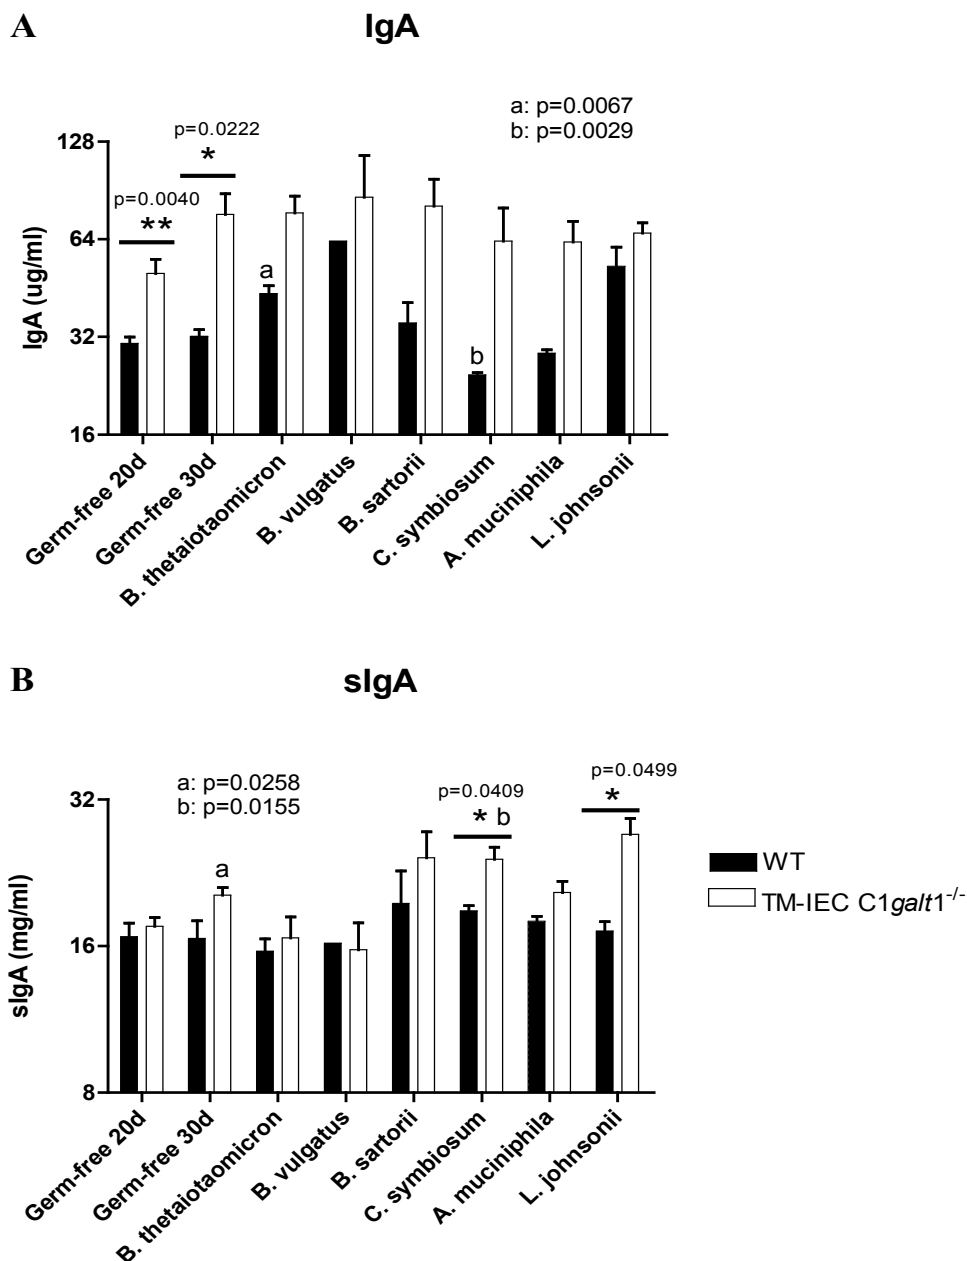 A
IgA
a: p=0.0067
b: p=0.0029
p=0.0222
*
p=0.0040
**
a
b
128
64
32
16
IgA (ug/ml)
Germ-free 20d
Germ-free 30d
B. thetaiotaomicron
B. vulgatus
B. sartorii
C. symbiosum
A. muciniphila
L. johnsonii
B
sIgA
a: p=0.0258
b: p=0.0155
p=0.0409
* b
p=0.0499
*
a
32
16
8
sIgA (mg/ml)
Germ-free 20d
Germ-free 30d
B. thetaiotaomicron
B. vulgatus
B. sartorii
C. symbiosum
A. muciniphila
L. johnsonii
WT
TM-IEC C1galt1-/-